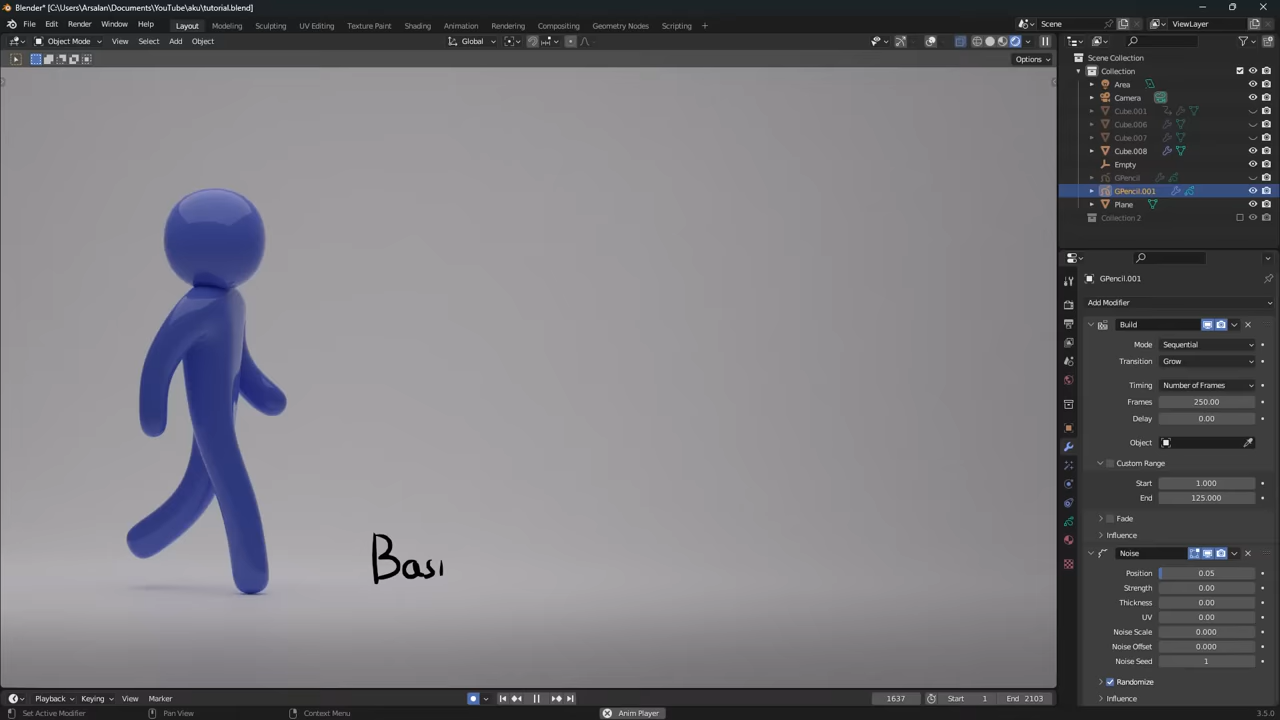 Blender* [C:\Users\Arsalan\Documents\YouTube\aku\tutorial.blend]
File Edit Render Window Help Layout Modeling Sculpting UV Editing Texture Paint Shading Animation Rendering Compositing Geometry Nodes Scripting + Scene ViewLayer
Object Mode View Select Add Object Global
Options
Scene Collection
Collection
Area
Camera
Cube.001
Cube.006
Cube.007
Cube.008
Empty
GPencil
GPencil.001
Plane
Collection 2
GPencil.001
Add Modifier
Build
Mode Sequential
Transition Grow
Timing Number of Frames
Frames 250.00
Delay 0.00
Object
Custom Range
Start 1.000
End 125.000
Fade
Influence
Noise
Position 0.05
Strength 0.00
Thickness 0.00
UV 0.00
Noise Scale 0.000
Noise Offset 0.000
Noise Seed 1
Randomize
Influence
Basi
Playback Keying View Marker 1637 Start 1 End 2103
Set Active Modifier Pan View Context Menu Anim Player 3.5.0